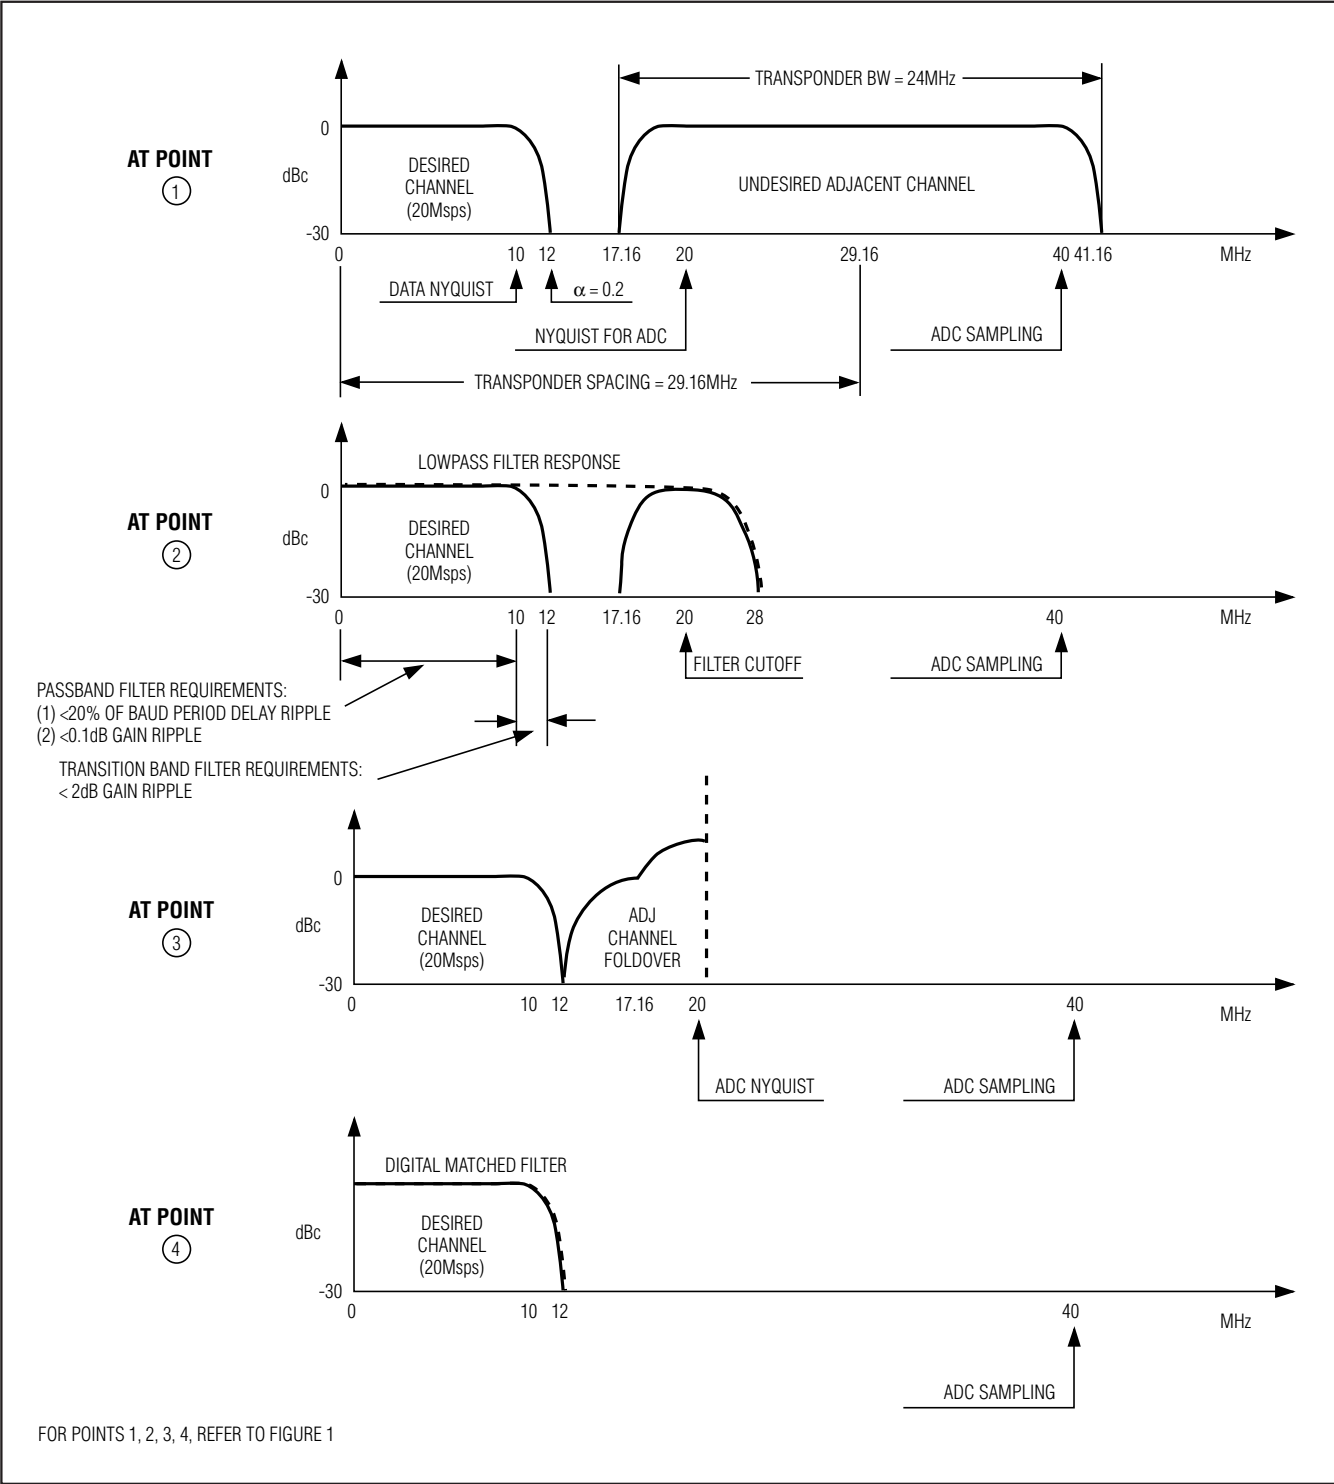 TRANSPONDER BW = 24MHz
0
AT POINT
1
dBc
DESIRED
CHANNEL
(20Msps)
UNDESIRED ADJACENT CHANNEL
-30
0 10 12 17.16 20 29.16 40 41.16 MHz
DATA NYQUIST
α = 0.2
NYQUIST FOR ADC
ADC SAMPLING
TRANSPONDER SPACING = 29.16MHz
LOWPASS FILTER RESPONSE
0
AT POINT
2
dBc
DESIRED
CHANNEL
(20Msps)
-30
0 10 12 17.16 20 28 40 MHz
FILTER CUTOFF
ADC SAMPLING
PASSBAND FILTER REQUIREMENTS:
(1) <20% OF BAUD PERIOD DELAY RIPPLE
(2) <0.1dB GAIN RIPPLE
TRANSITION BAND FILTER REQUIREMENTS:
< 2dB GAIN RIPPLE
0
AT POINT
3
dBc
DESIRED
CHANNEL
(20Msps)
ADJ
CHANNEL
FOLDOVER
-30
0 10 12 17.16 20 40 MHz
ADC NYQUIST
ADC SAMPLING
DIGITAL MATCHED FILTER
AT POINT
4
dBc
DESIRED
CHANNEL
(20Msps)
-30
0 10 12 40 MHz
ADC SAMPLING
FOR POINTS 1, 2, 3, 4, REFER TO FIGURE 1